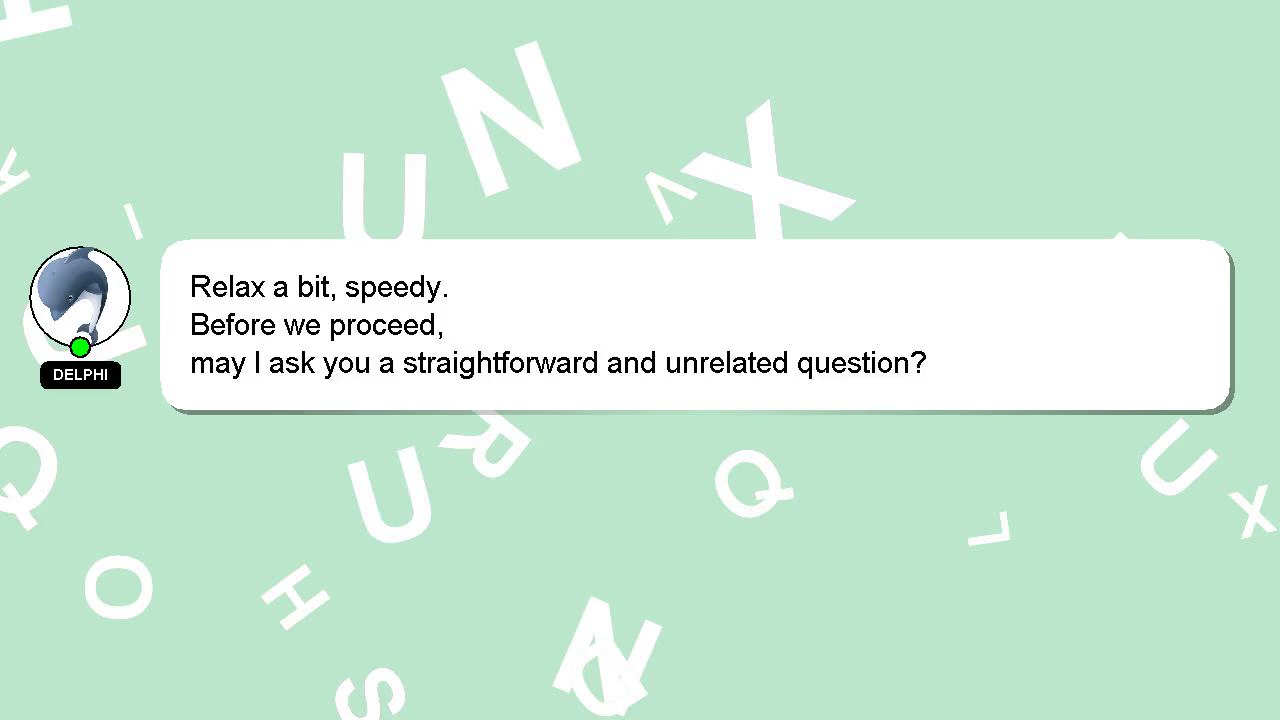 Relax a bit, speedy.
Before we proceed,
may I ask you a straightforward and unrelated question?
DELPHI